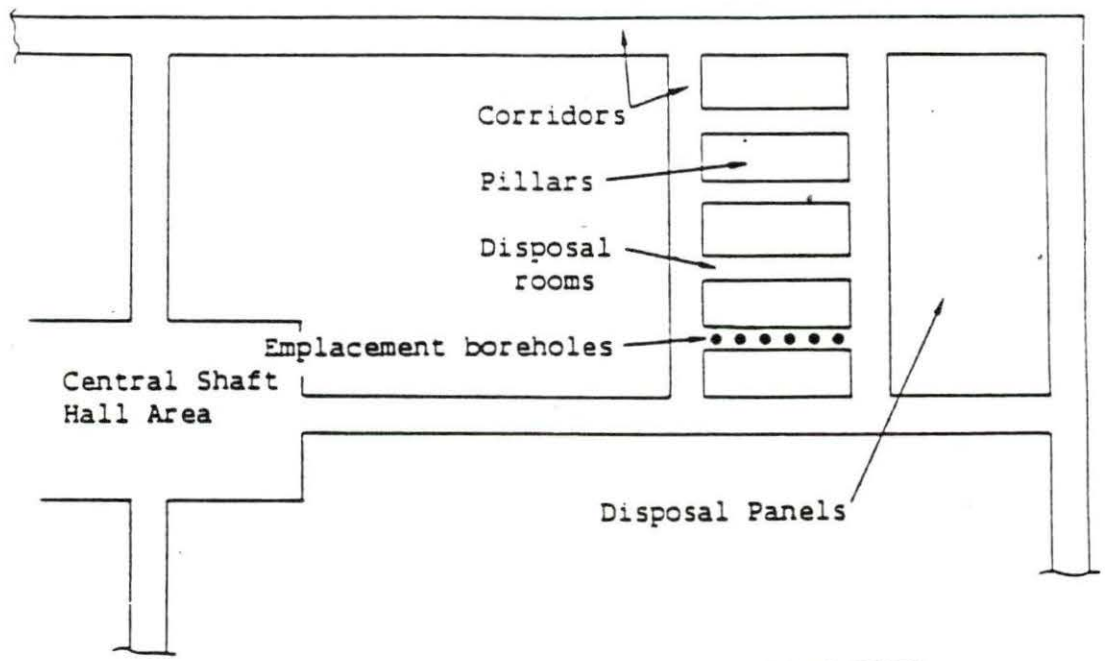 Corridors
Pillars
Disposal
rooms
Emplacement boreholes
Central Shaft
Hall Area
Disposal Panels